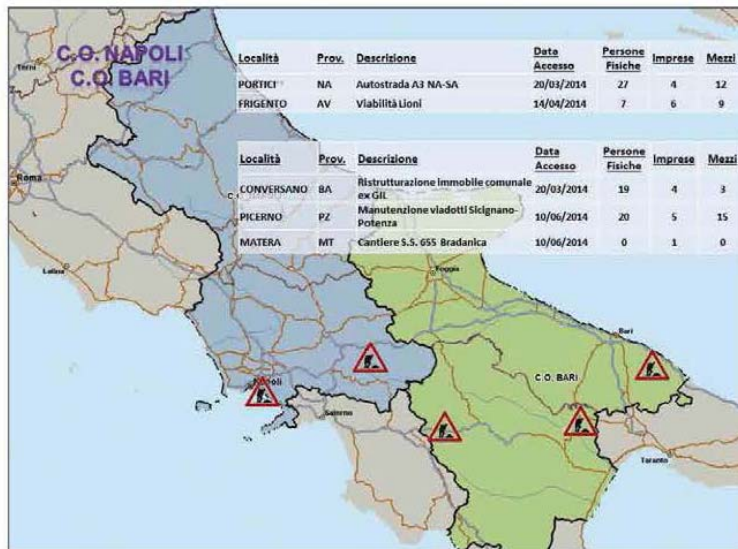 C.O. NAPOLI
C.O. BARI
Località Prov. Descrizione Data Accesso Persone Fisiche Imprese Mezzi
PORTICI NA Autostrada A3 NA-SA 20/03/2014 27 4 12
FRIGENTO AV Viabilità Lioni 14/04/2014 7 6 9
Località Prov. Descrizione Data Accesso Persone Fisiche Imprese Mezzi
CONVERSANO BA Ristrutturazione immobile comunale ex GIL 20/03/2014 19 4 3
PICERNO PZ Manutenzione viadotti Sicignano-Potenza 10/06/2014 20 5 15
MATERA MT Cantiere S.S. 655 Bradanica 10/06/2014 0 1 0
Terni
Roma
Latina
Foggia
Bari
C.O. BARI
Napoli
Salerno
Taranto